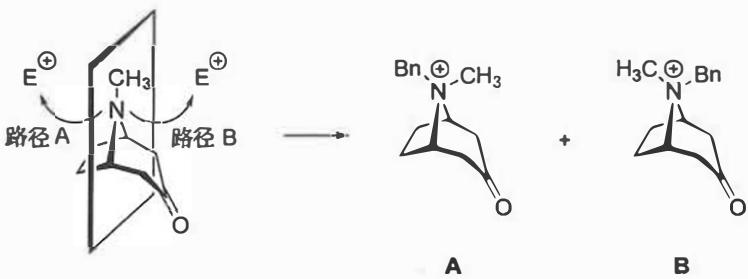 E⊕ CH₃ E⊕
N
路径 A 路径 B
O
Bn ⊕ CH₃
N
O
A
+
H₃C ⊕ Bn
N
O
B